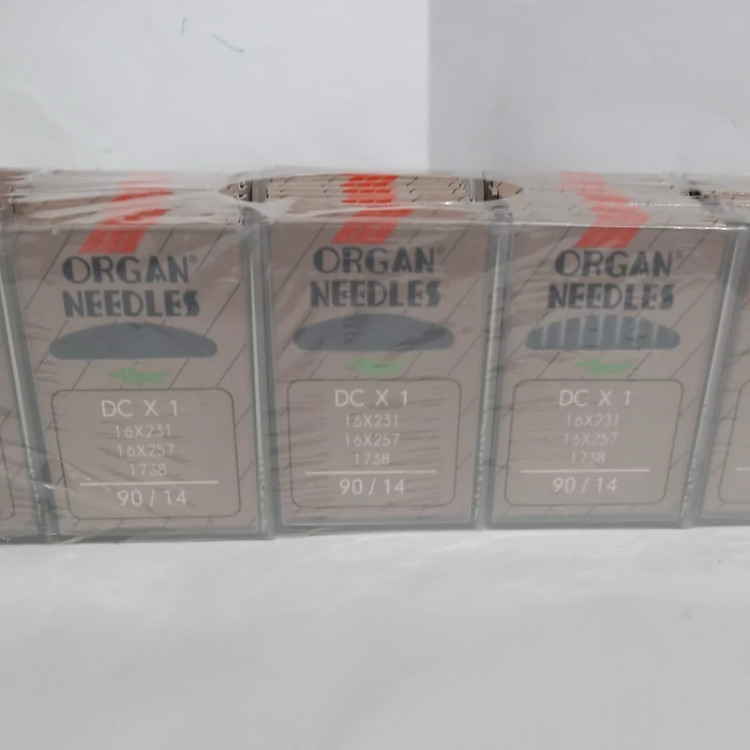 ORGAN®
NEEDLES
DC X 1
16X231
16X257
1738
90 / 14
ORGAN®
NEEDLES
DC X 1
16X231
16X257
1738
90 / 14
ORGAN®
NEEDLES
DC X 1
16X231
16X257
1738
90 / 14